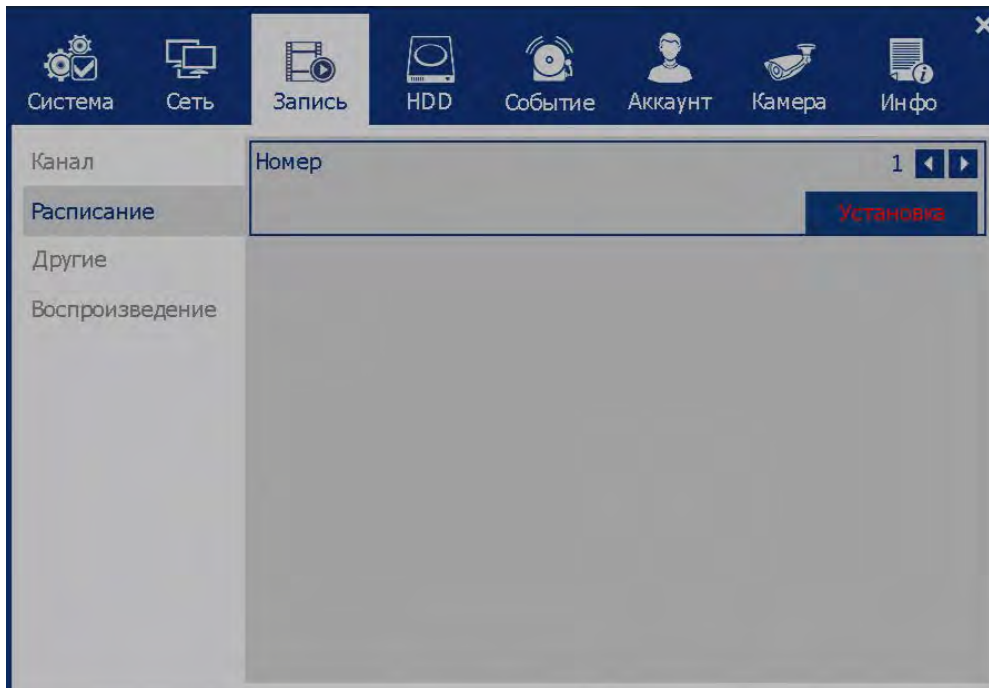 Система Сеть Запись HDD Событие Аккаунт Камера Инфо
Канал
Номер 1
Расписание
Установка
Другие
Воспроизведение